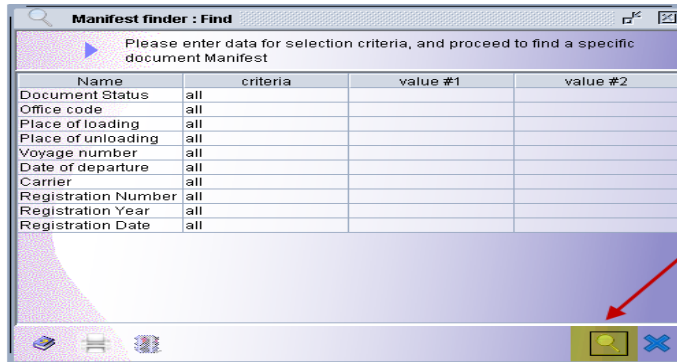 Manifest finder : Find
Please enter data for selection criteria, and proceed to find a specific
document Manifest
Name criteria value #1 value #2
Document Status all
Office code all
Place of loading all
Place of unloading all
Voyage number all
Date of departure all
Carrier all
Registration Number all
Registration Year all
Registration Date all